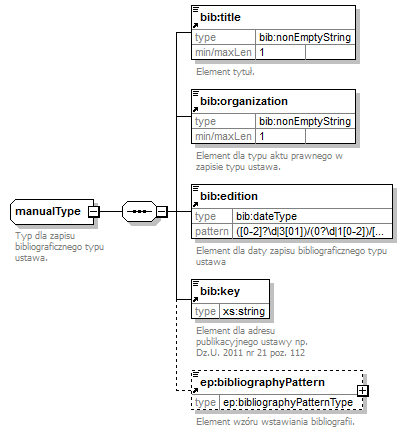 bib:title
type bib:nonEmptyString
min/maxLen 1
Element tytuł.
bib:organization
type bib:nonEmptyString
min/maxLen 1
Element dla typu aktu prawnego w
zapisie typu ustawa.
manualType
Typ dla zapisu
bibliograficznego typu
ustawa.
bib:edition
type bib:dateType
pattern ([0-2]?\d|3[01])/(0?\d|1[0-2])/[...
Element dla daty zapisu bibliograficznego typu
ustawa
bib:key
type xs:string
Element dla adresu
publikacyjnego ustawy np.
Dz.U. 2011 nr 21 poz. 112
ep:bibliographyPattern
type ep:bibliographyPatternType
Element wzóru wstawiania bibliografii.